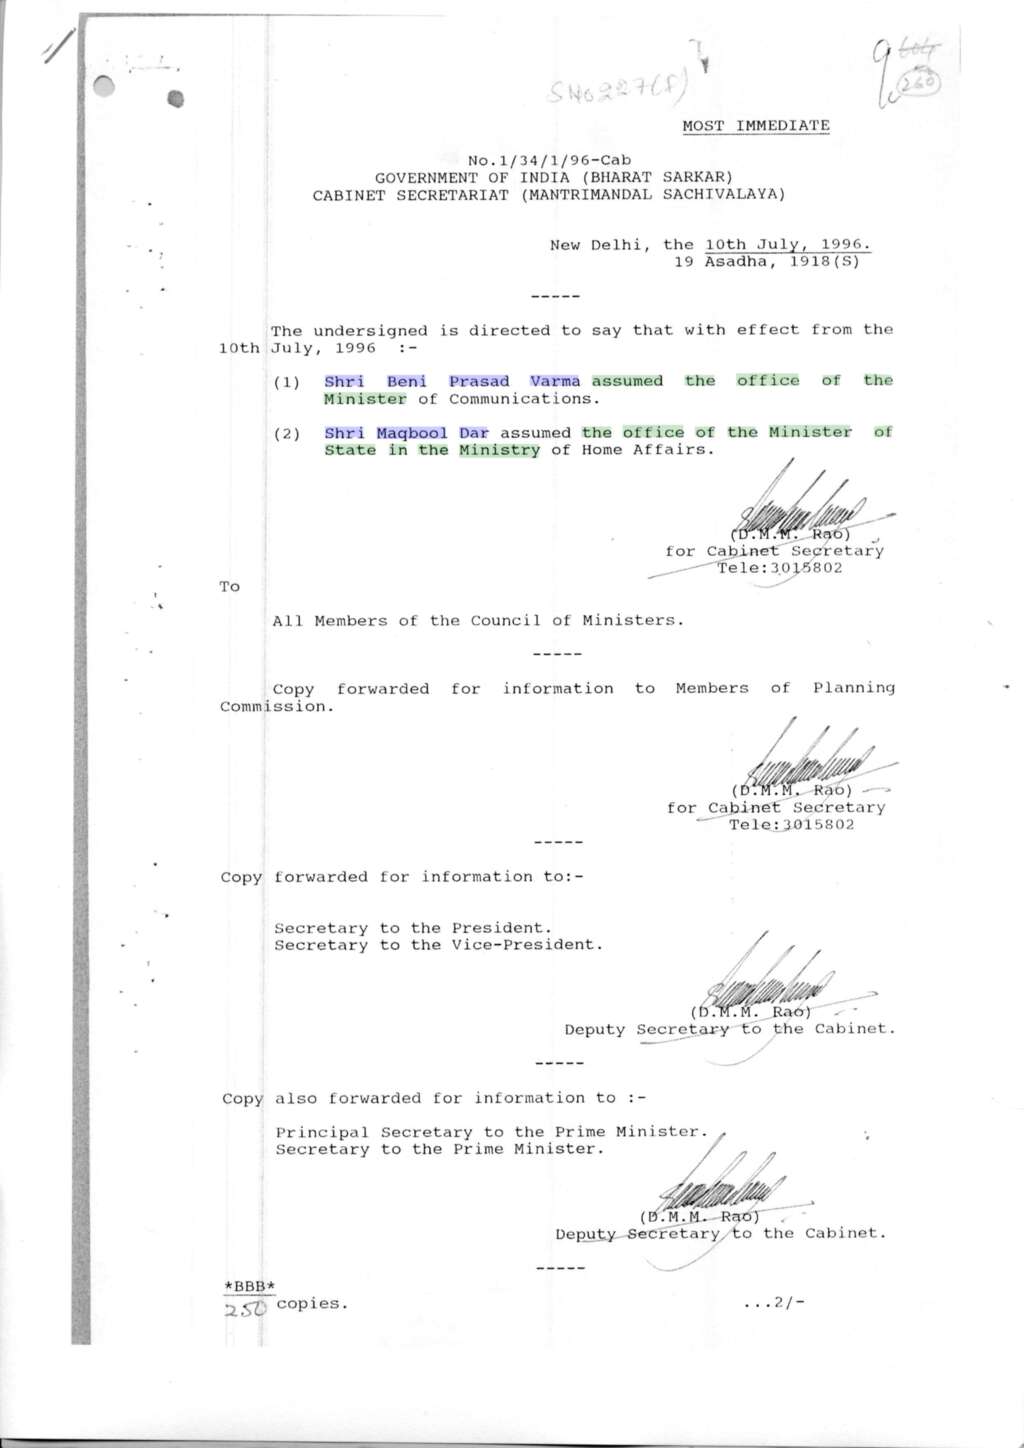 S No 227(S)
604
260
MOST IMMEDIATE
No.1/34/1/96-Cab
GOVERNMENT OF INDIA (BHARAT SARKAR)
CABINET SECRETARIAT (MANTRIMANDAL SACHIVALAYA)
New Delhi, the 10th July, 1996.
19 Asadha, 1918(S)
-----
The undersigned is directed to say that with effect from the
10th July, 1996 :-
(1) Shri Beni Prasad Varma assumed the office of the
Minister of Communications.
(2) Shri Maqbool Dar assumed the office of the Minister of
State in the Ministry of Home Affairs.
(D.M.M. Rao)
for Cabinet Secretary
Tele:3015802
To
All Members of the Council of Ministers.
-----
Copy forwarded for information to Members of Planning
Commission.
(D.M.M. Rao)
for Cabinet Secretary
Tele:3015802
-----
Copy forwarded for information to:-
Secretary to the President.
Secretary to the Vice-President.
(D.M.M. Rao)
Deputy Secretary to the Cabinet.
-----
Copy also forwarded for information to :-
Principal Secretary to the Prime Minister.
Secretary to the Prime Minister.
(D.M.M. Rao)
Deputy Secretary to the Cabinet.
-----
*BBB*
250 copies.
...2/-